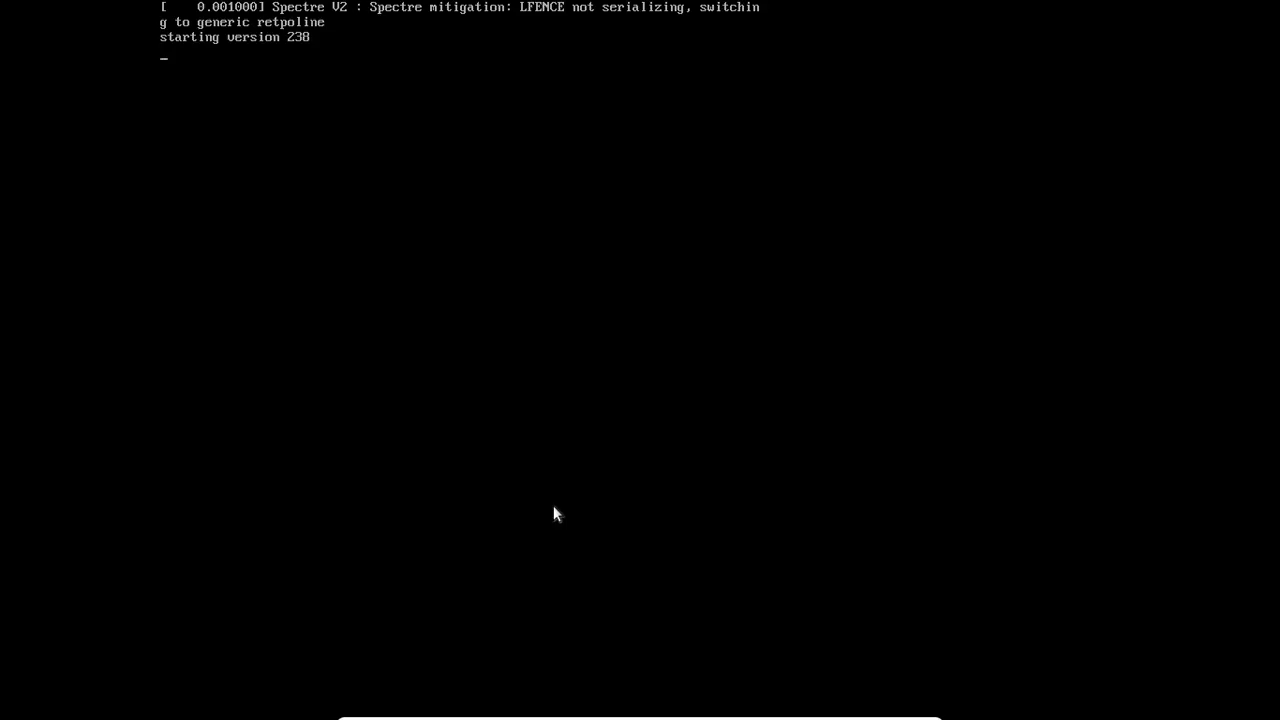 [    0.001000] Spectre V2 : Spectre mitigation: LFENCE not serializing, switchin
g to generic retpoline
starting version 238
_